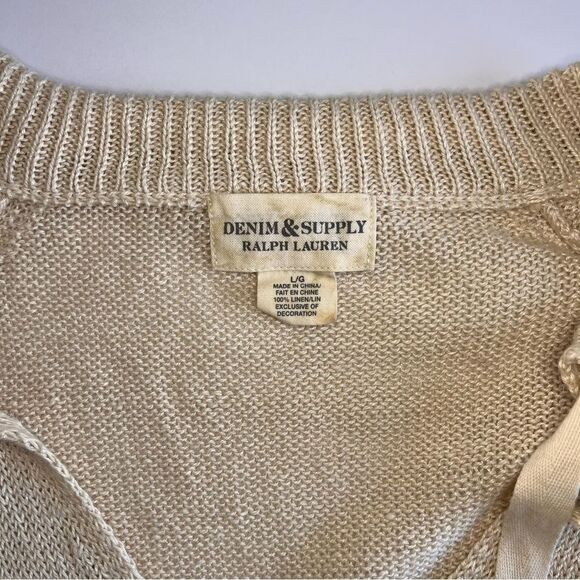 DENIM & SUPPLY
RALPH LAUREN
L/G
MADE IN CHINA/
FAIT EN CHINE
100% LINEN/LIN
EXCLUSIVE OF
DECORATION